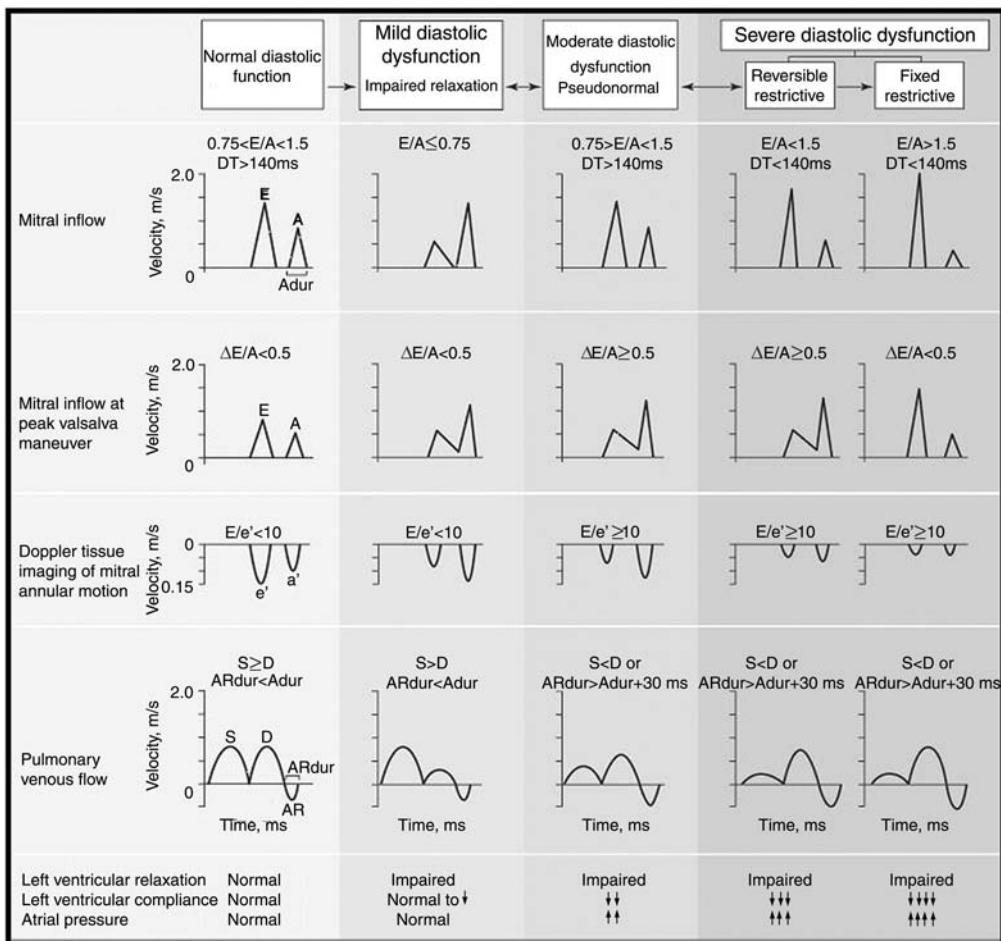 Normal diastolic
function
Mild diastolic
dysfunction
Impaired relaxation
Moderate diastolic
dysfunction
Pseudonormal
Severe diastolic dysfunction
Reversible
restrictive
Fixed
restrictive
Mitral inflow
Velocity, m/s
2.0
0
0.75<E/A<1.5
DT>140ms
E
A
Adur
E/A≤0.75
0.75>E/A<1.5
DT>140ms
E/A<1.5
DT<140ms
E/A>1.5
DT<140ms
Mitral inflow at
peak valsalva
maneuver
Velocity, m/s
2.0
0
ΔE/A<0.5
E
A
ΔE/A<0.5
ΔE/A≥0.5
ΔE/A≥0.5
ΔE/A<0.5
Doppler tissue
imaging of mitral
annular motion
Velocity, m/s
0
0.15
E/e'<10
e'
a'
E/e'<10
E/e'≥10
E/e'≥10
E/e'≥10
Pulmonary
venous flow
Velocity, m/s
2.0
0
S≥D
ARdur<Adur
S
D
ARdur
AR
Time, ms
S>D
ARdur<Adur
Time, ms
S<D or
ARdur>Adur+30 ms
Time, ms
S<D or
ARdur>Adur+30 ms
Time, ms
S<D or
ARdur>Adur+30 ms
Time, ms
Left ventricular relaxation Normal Impaired Impaired Impaired Impaired
Left ventricular compliance Normal Normal to ↓ ↓↓ ↓↓↓ ↓↓↓↓
Atrial pressure Normal Normal ↑↑ ↑↑↑ ↑↑↑↑